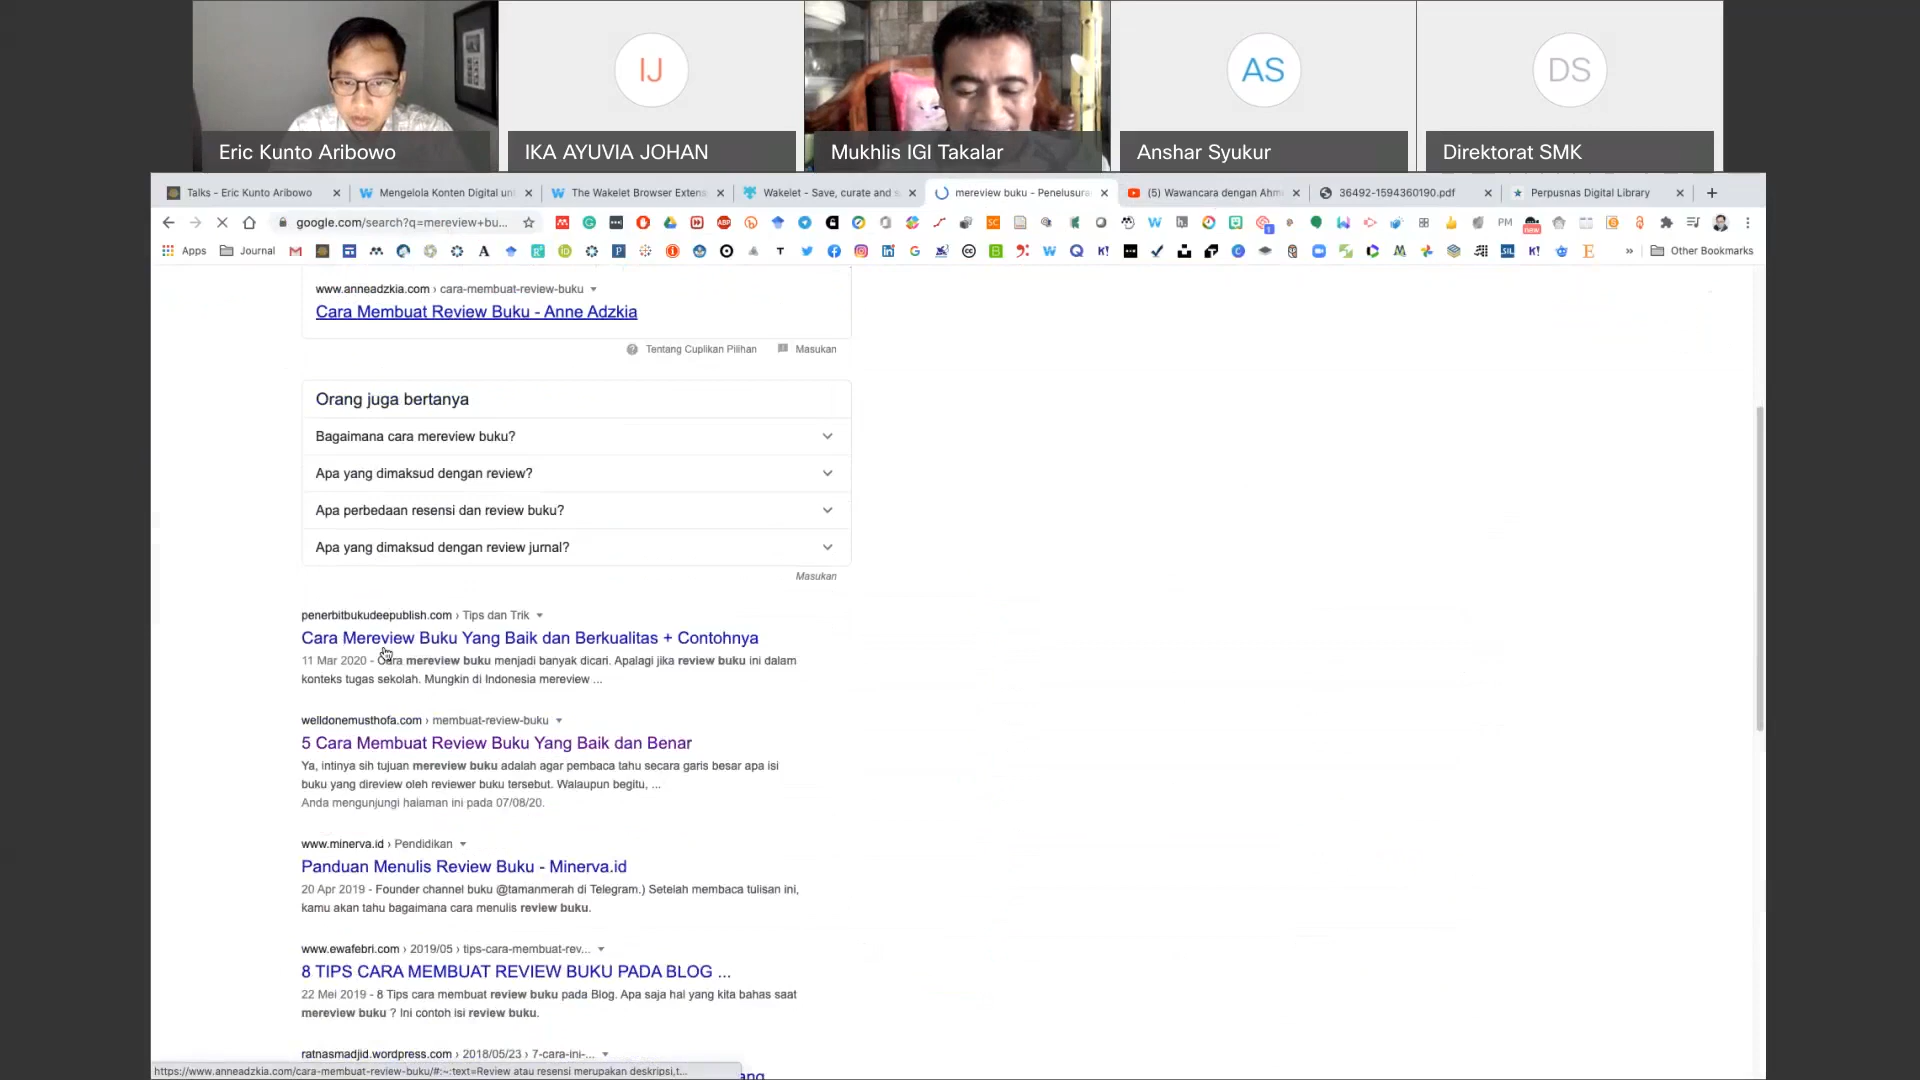 IJ
AS
DS
Eric Kunto Aribowo
IKA AYUVIA JOHAN
Mukhlis IGI Takalar
Anshar Syukur
Direktorat SMK
Talks - Eric Kunto Aribowo
Mengelola Konten Digital un
The Wakelet Browser Extens
Wakelet - Save, curate and s
mereview buku - Penelusura
(5) Wawancara dengan Ahm
36492-1594360190.pdf
Perpusnas Digital Library
google.com/search?q=mereview+bu...
Apps
Journal
Other Bookmarks
www.anneadzkia.com › cara-membuat-review-buku
Cara Membuat Review Buku - Anne Adzkia
Tentang Cuplikan Pilihan
Masukan
Orang juga bertanya
Bagaimana cara mereview buku?
Apa yang dimaksud dengan review?
Apa perbedaan resensi dan review buku?
Apa yang dimaksud dengan review jurnal?
Masukan
penerbitbukudeepublish.com › Tips dan Trik
Cara Mereview Buku Yang Baik dan Berkualitas + Contohnya
11 Mar 2020 - Cara mereview buku menjadi banyak dicari. Apalagi jika review buku ini dalam
konteks tugas sekolah. Mungkin di Indonesia mereview ...
welldonemusthofa.com › membuat-review-buku
5 Cara Membuat Review Buku Yang Baik dan Benar
Ya, intinya sih tujuan mereview buku adalah agar pembaca tahu secara garis besar apa isi
buku yang direview oleh reviewer buku tersebut. Walaupun begitu, ...
Anda mengunjungi halaman ini pada 07/08/20.
www.minerva.id › Pendidikan
Panduan Menulis Review Buku - Minerva.id
20 Apr 2019 - Founder channel buku @tamanmerah di Telegram.) Setelah membaca tulisan ini,
kamu akan tahu bagaimana cara menulis review buku.
www.ewafebri.com › 2019/05 › tips-cara-membuat-rev...
8 TIPS CARA MEMBUAT REVIEW BUKU PADA BLOG ...
22 Mei 2019 - 8 Tips cara membuat review buku pada Blog. Apa saja hal yang kita bahas saat
mereview buku ? Ini contoh isi review buku.
ratnasmadjid.wordpress.com › 2018/05/23 › 7-cara-ini-...
https://www.anneadzkia.com/cara-membuat-review-buku/#:~:text=Review atau resensi merupakan deskripsi,t...